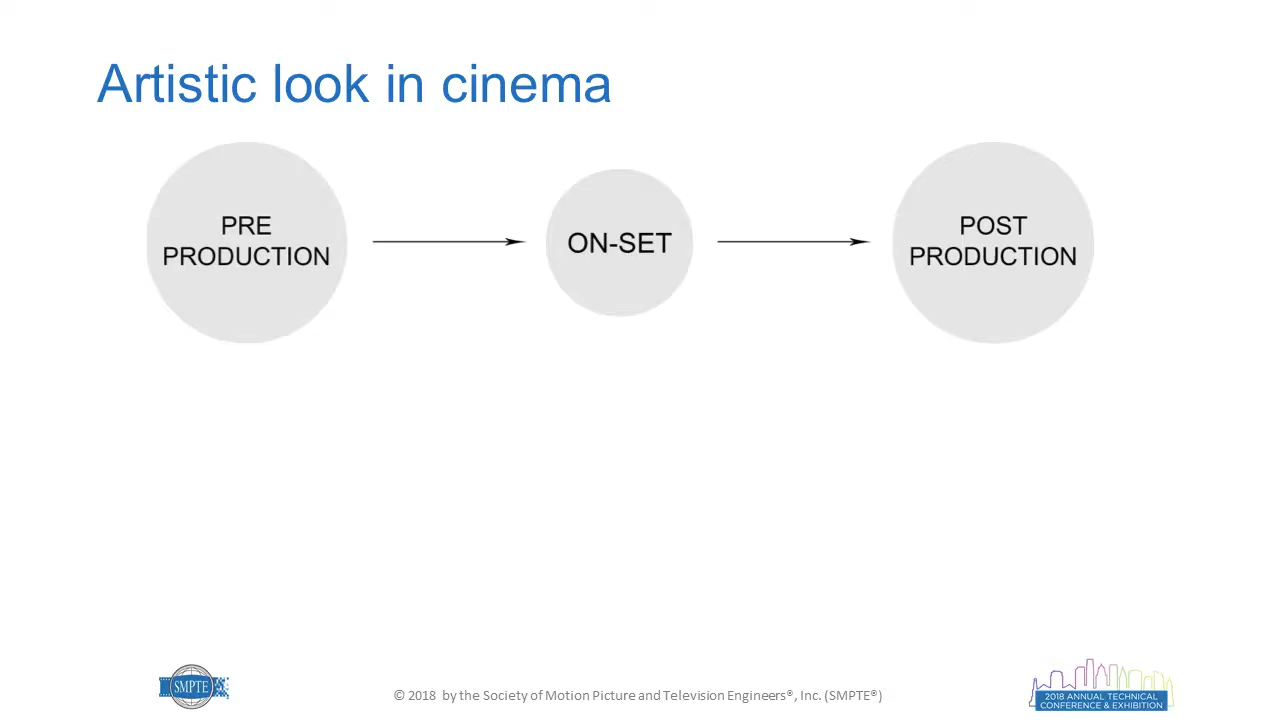 Artistic look in cinema
PRE
PRODUCTION
ON-SET
POST
PRODUCTION
SMPTE
© 2018 by the Society of Motion Picture and Television Engineers®, Inc. (SMPTE®)
2018 ANNUAL TECHNICAL
CONFERENCE & EXHIBITION